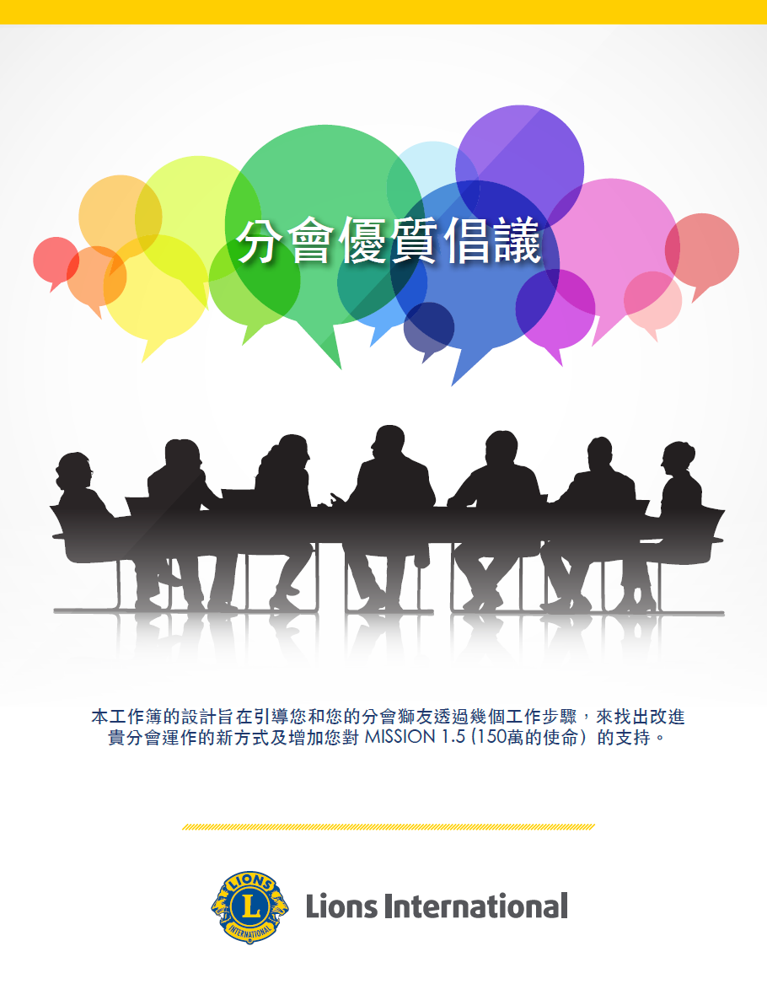 分會優質倡議
本工作簿的設計旨在引導您和您的分會獅友透過幾個工作步驟，來找出改進
貴分會運作的新方式及增加您對 MISSION 1.5 (150萬的使命）的支持。
LIONS
L
INTERNATIONAL
Lions International